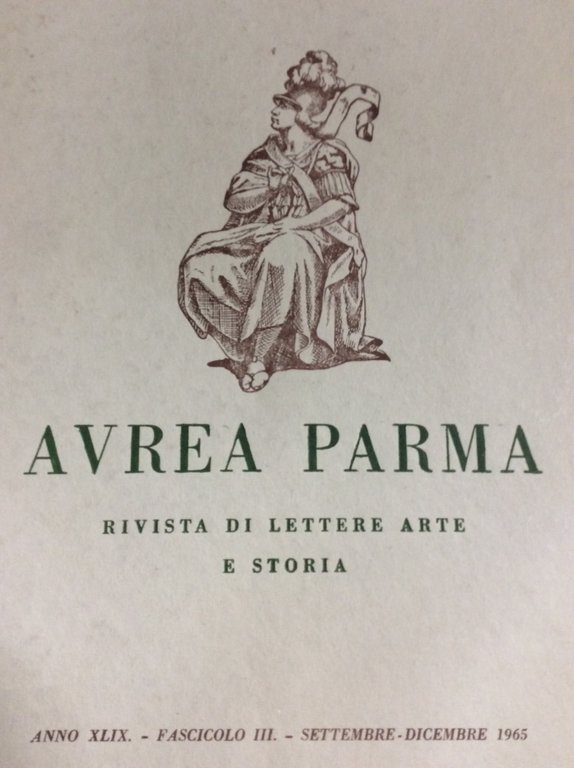 AVREA PARMA
RIVISTA DI LETTERE ARTE
E STORIA
ANNO XLIX. - FASCICOLO III. - SETTEMBRE-DICEMBRE 1965